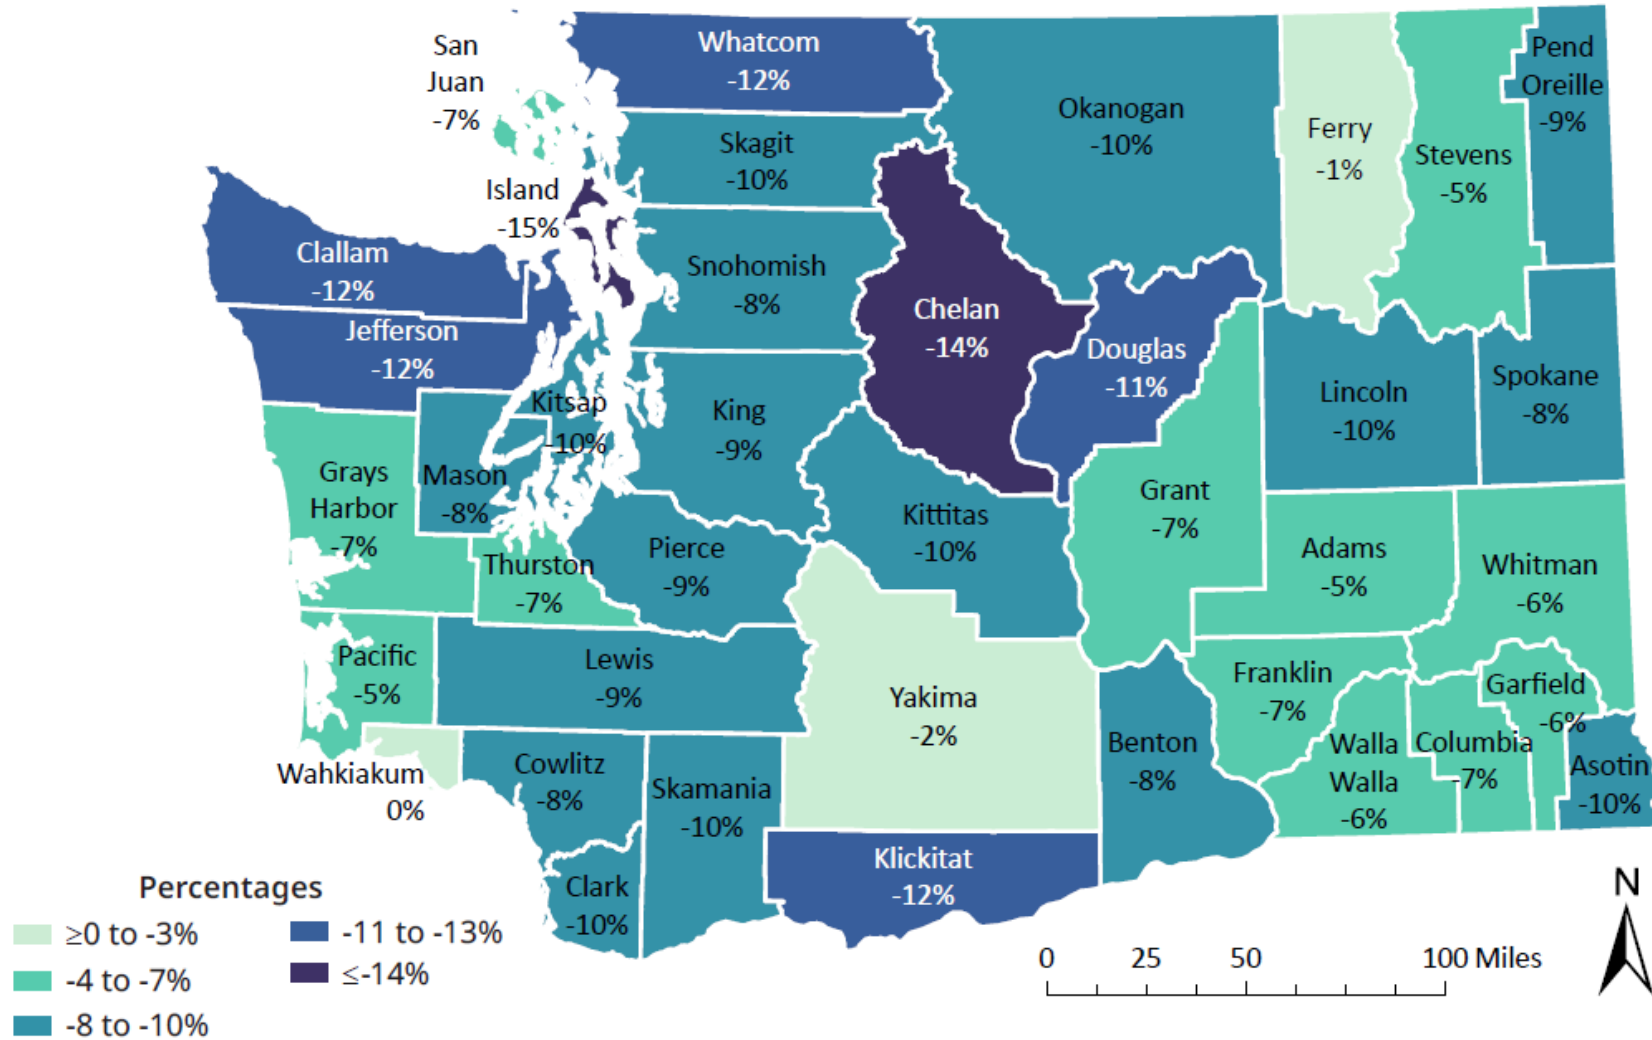 San
Juan
-7%
Whatcom
-12%
Skagit
-10%
Okanogan
-10%
Ferry
-1%
Stevens
-5%
Pend
Oreille
-9%
Island
-15%
Clallam
-12%
Jefferson
-12%
Snohomish
-8%
Chelan
-14%
Douglas
-11%
Lincoln
-10%
Spokane
-8%
Kitsap
-10%
King
-9%
Grays
Harbor
-7%
Mason
-8%
Kittitas
-10%
Grant
-7%
Adams
-5%
Whitman
-6%
Thurston
-7%
Pierce
-9%
Pacific
-5%
Lewis
-9%
Yakima
-2%
Benton
-8%
Franklin
-7%
Walla
Walla
-6%
Columbia
-7%
Garfield
-6%
Asotin
-10%
Wahkiakum
0%
Cowlitz
-8%
Skamania
-10%
Clark
-10%
Klickitat
-12%
Percentages
≥0 to -3%
-4 to -7%
-8 to -10%
-11 to -13%
≤-14%
0 25 50 100 Miles
N